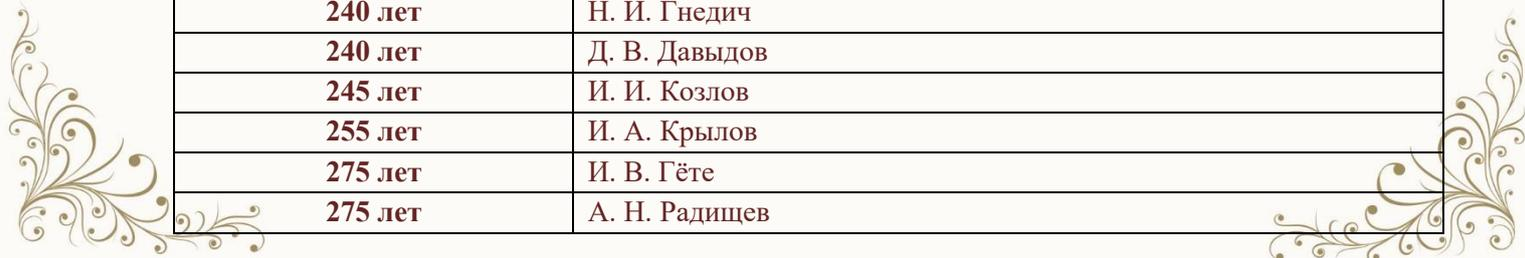 240 лет Н. И. Гнедич
240 лет Д. В. Давыдов
245 лет И. И. Козлов
255 лет И. А. Крылов
275 лет И. В. Гёте
275 лет А. Н. Радищев